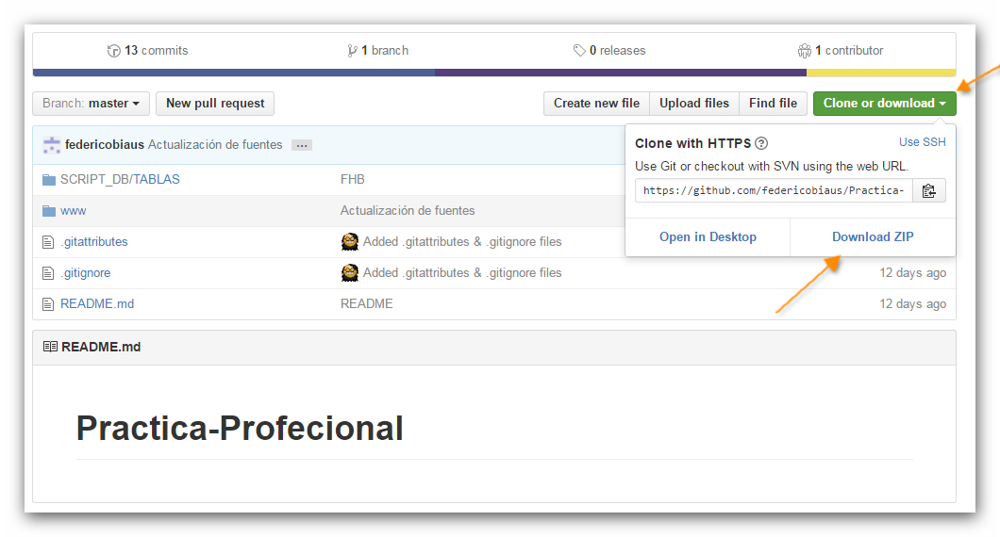 13 commits 1 branch 0 releases 1 contributor
Branch: master New pull request Create new file Upload files Find file Clone or download
federicobiaus Actualización de fuentes ...
Clone with HTTPS Use SSH
Use Git or checkout with SVN using the web URL.
https://github.com/federicobiaus/Practica-
Open in Desktop Download ZIP
SCRIPT_DB/TABLAS FHB
www Actualización de fuentes
.gitattributes Added .gitattributes & .gitignore files
.gitignore Added .gitattributes & .gitignore files 12 days ago
README.md README 12 days ago
README.md
Practica-Profecional